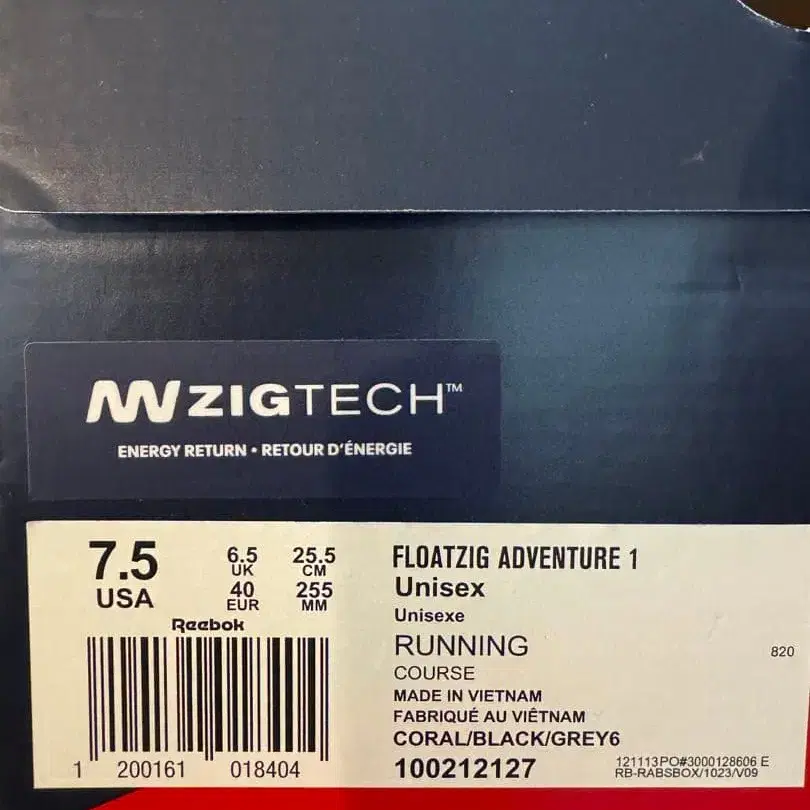 ZIGTECH™
ENERGY RETURN • RETOUR D'ÉNERGIE
7.5
USA
6.5
UK
25.5
CM
40
EUR
255
MM
Reebok
1 200161 018404
FLOATZIG ADVENTURE 1
Unisex
Unisexe
RUNNING
820
COURSE
MADE IN VIETNAM
FABRIQUÉ AU VIÊTNAM
CORAL/BLACK/GREY6
100212127
121113PO#3000128606 E
RB-RABSBOX/1023/V09